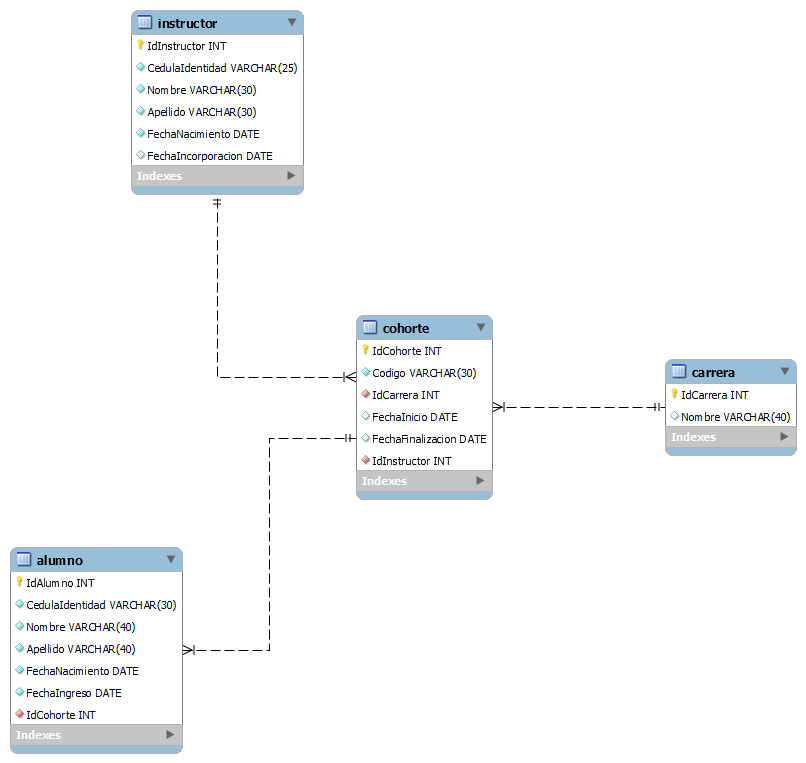 instructor
IdInstructor INT
CedulaIdentidad VARCHAR(25)
Nombre VARCHAR(30)
Apellido VARCHAR(30)
FechaNacimiento DATE
FechaIncorporacion DATE
Indexes
cohorte
IdCohorte INT
Codigo VARCHAR(30)
IdCarrera INT
FechaInicio DATE
FechaFinalizacion DATE
IdInstructor INT
Indexes
carrera
IdCarrera INT
Nombre VARCHAR(40)
Indexes
alumno
IdAlumno INT
CedulaIdentidad VARCHAR(30)
Nombre VARCHAR(40)
Apellido VARCHAR(40)
FechaNacimiento DATE
FechaIngreso DATE
IdCohorte INT
Indexes